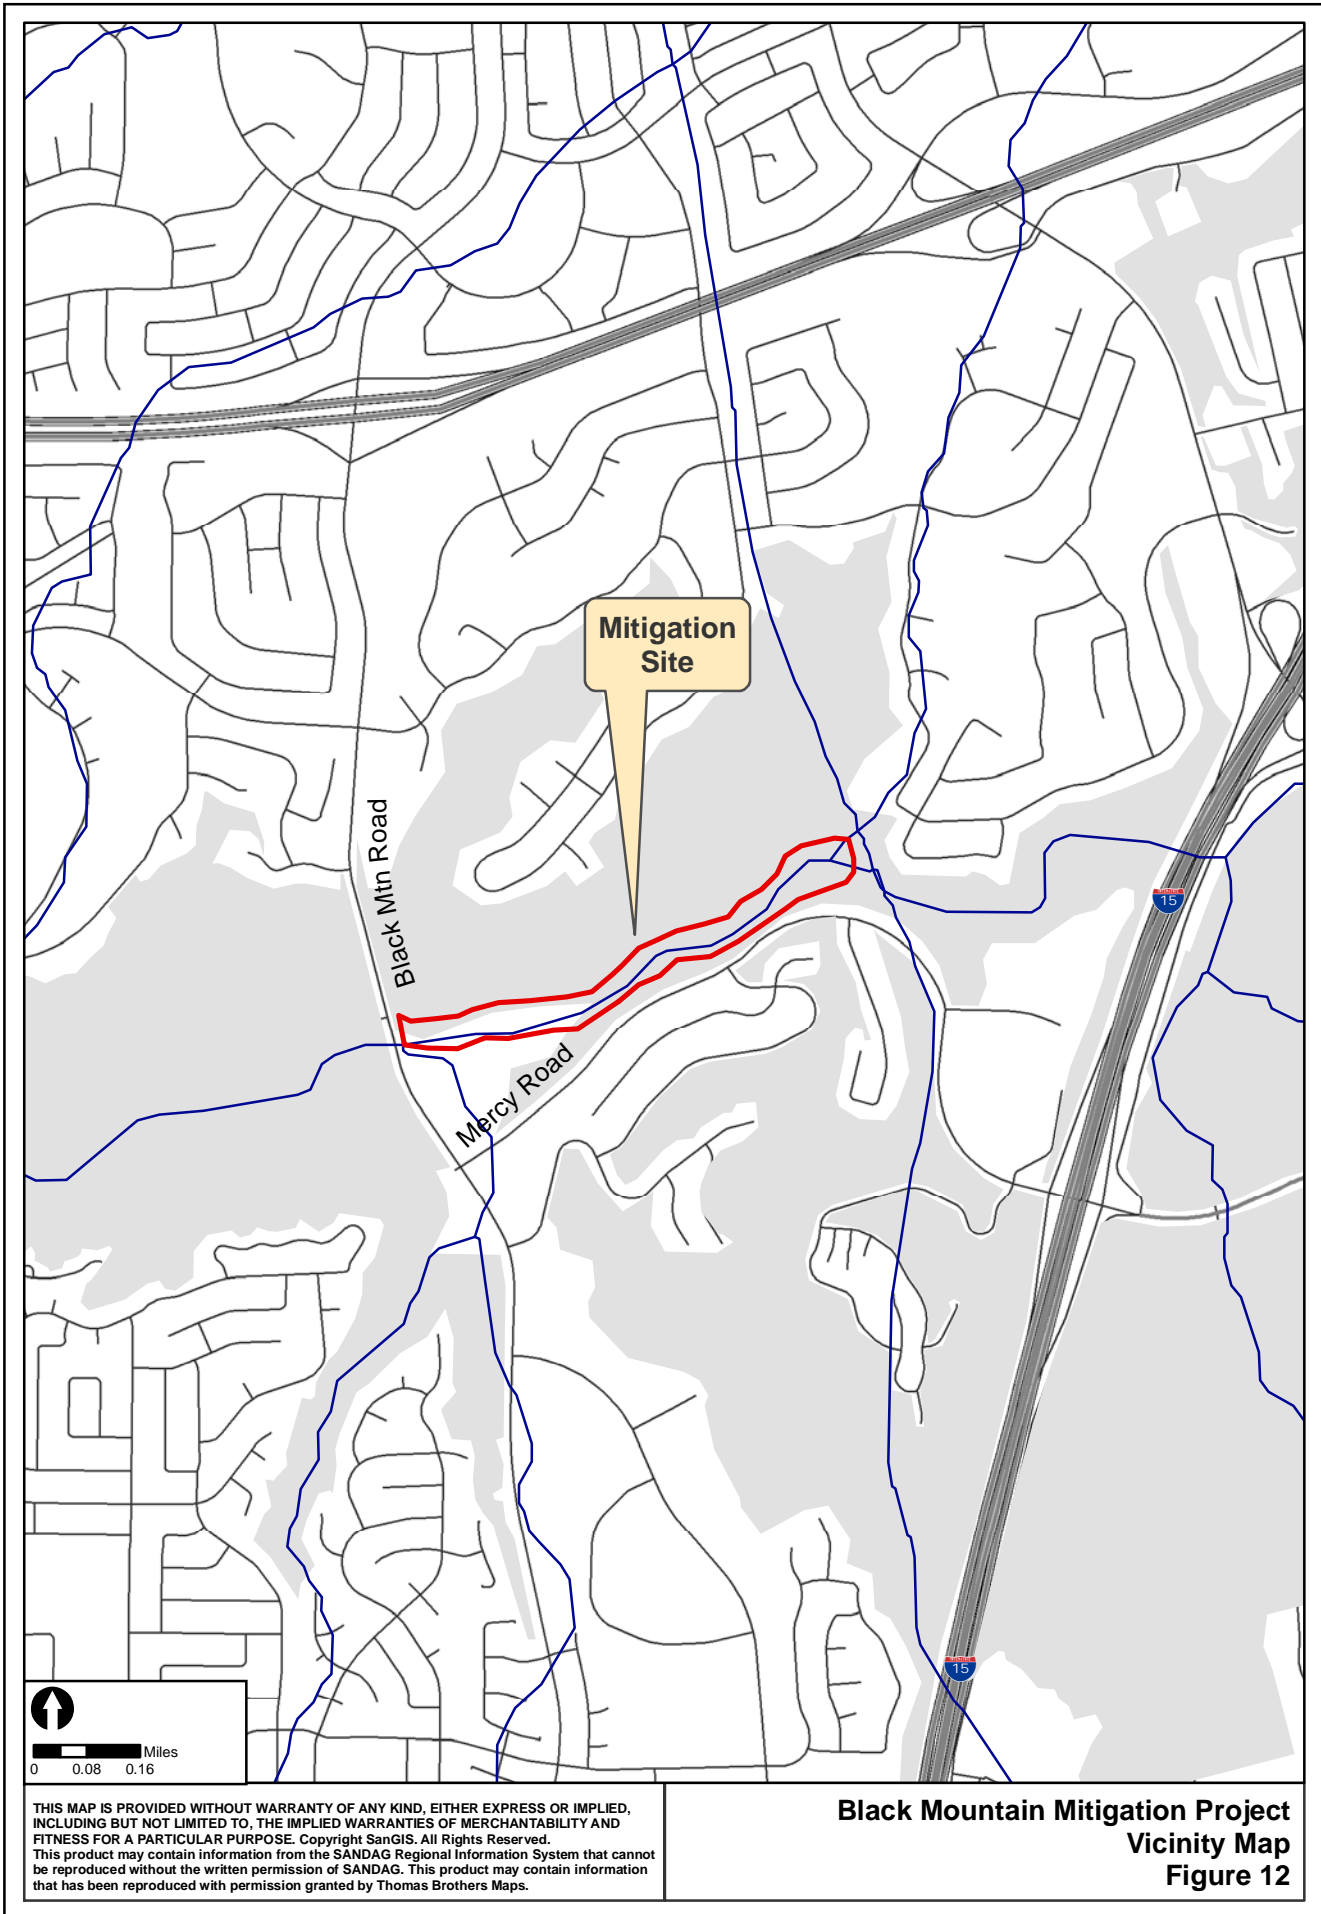 Mitigation
Site
Black Mtn Road
Mercy Road
15
15
Miles
0 0.08 0.16
THIS MAP IS PROVIDED WITHOUT WARRANTY OF ANY KIND, EITHER EXPRESS OR IMPLIED,
INCLUDING BUT NOT LIMITED TO, THE IMPLIED WARRANTIES OF MERCHANTABILITY AND
FITNESS FOR A PARTICULAR PURPOSE. Copyright SanGIS. All Rights Reserved.
This product may contain information from the SANDAG Regional Information System that cannot
be reproduced without the written permission of SANDAG. This product may contain information
that has been reproduced with permission granted by Thomas Brothers Maps.
Black Mountain Mitigation Project
Vicinity Map
Figure 12